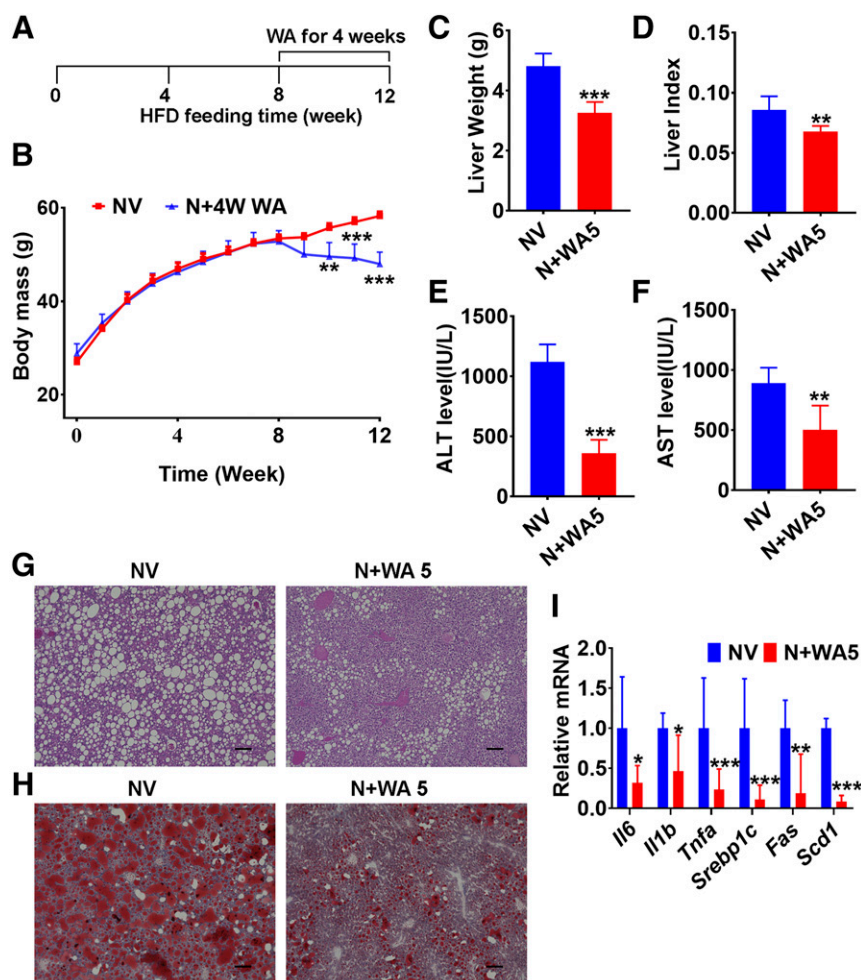 A
WA for 4 weeks
0 4 8 12
HFD feeding time (week)
B
NV N+4W WA
Body mass (g)
60
40
20
***
**
***
0 4 8 12
Time (Week)
C
Liver Weight (g)
6
4
2
0
***
NV N+WA5
D
Liver Index
0.15
0.10
0.05
0.00
**
NV N+WA5
E
ALT level(IU/L)
1500
1000
500
0
***
NV N+WA5
F
AST level(IU/L)
1500
1000
500
0
**
NV N+WA5
G
NV N+WA 5
H
NV N+WA 5
I
NV N+WA5
Relative mRNA
2.0
1.5
1.0
0.5
0.0
* * *** *** ** ***
Il6 Il1b Tnfa Srebp1c Fas Scd1